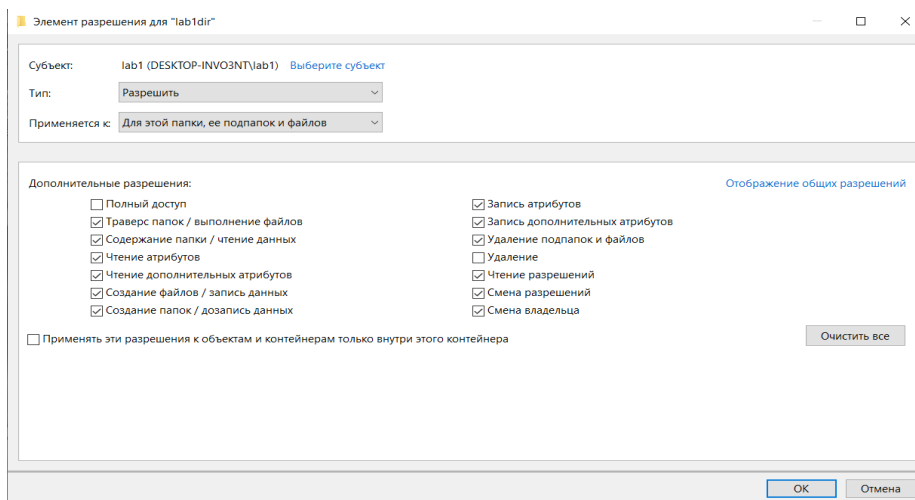 Элемент разрешения для "lab1dir"
Субъект: lab1 (DESKTOP-INVO3NT\lab1) Выберите субъект
Тип: Разрешить
Применяется к: Для этой папки, ее подпапок и файлов
Дополнительные разрешения: Отображение общих разрешений
Полный доступ Запись атрибутов
Траверс папок / выполнение файлов Запись дополнительных атрибутов
Содержание папки / чтение данных Удаление подпапок и файлов
Чтение атрибутов Удаление
Чтение дополнительных атрибутов Чтение разрешений
Создание файлов / запись данных Смена разрешений
Создание папок / дозапись данных Смена владельца
Применять эти разрешения к объектам и контейнерам только внутри этого контейнера Очистить все
ОК Отмена